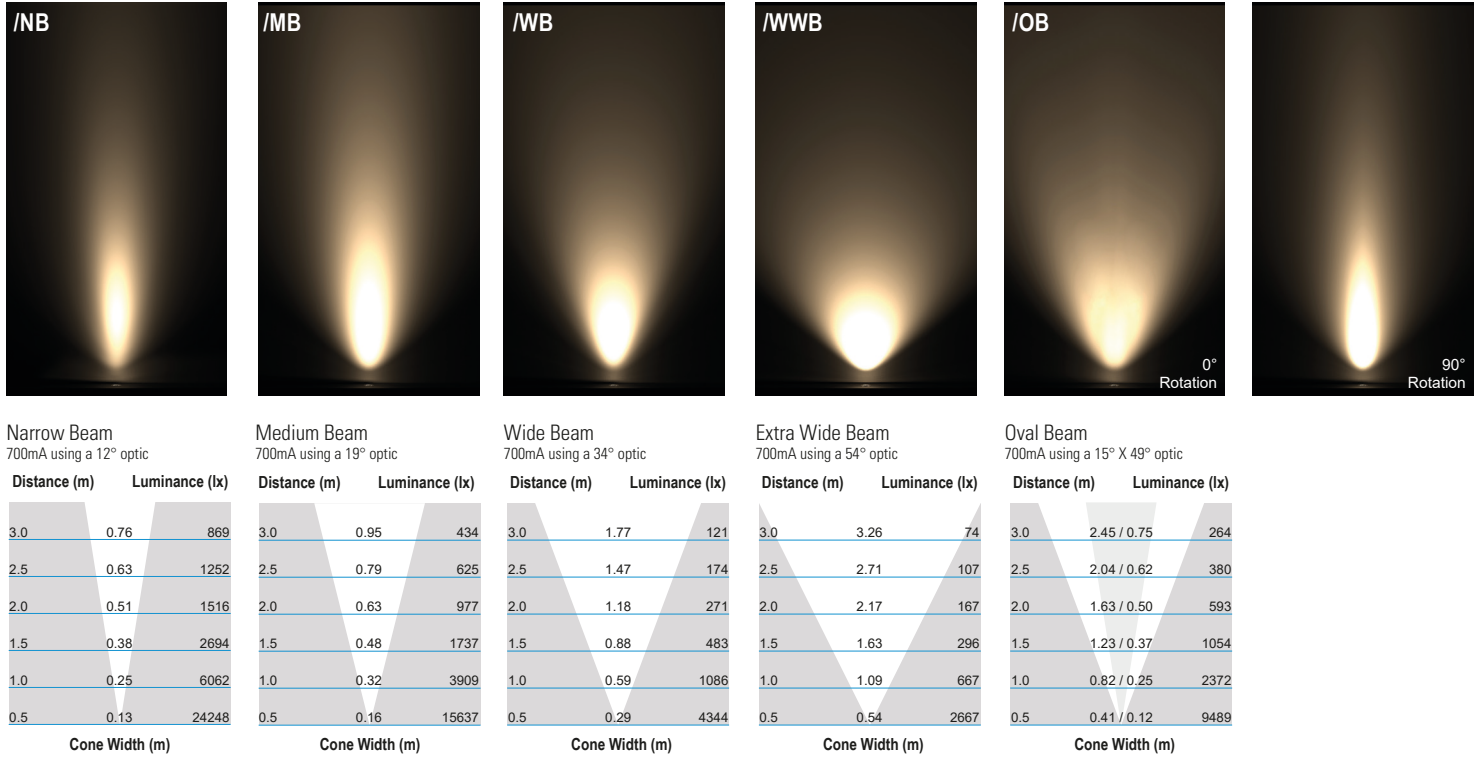 /NB
/MB
/WB
/WWB
/OB
0°
Rotation
90°
Rotation
Narrow Beam
700mA using a 12° optic
Distance (m) Luminance (lx)
3.0 0.76 869
2.5 0.63 1252
2.0 0.51 1516
1.5 0.38 2694
1.0 0.25 6062
0.5 0.13 24248
Cone Width (m)
Medium Beam
700mA using a 19° optic
Distance (m) Luminance (lx)
3.0 0.95 434
2.5 0.79 625
2.0 0.63 977
1.5 0.48 1737
1.0 0.32 3909
0.5 0.16 15637
Cone Width (m)
Wide Beam
700mA using a 34° optic
Distance (m) Luminance (lx)
3.0 1.77 121
2.5 1.47 174
2.0 1.18 271
1.5 0.88 483
1.0 0.59 1086
0.5 0.29 4344
Cone Width (m)
Extra Wide Beam
700mA using a 54° optic
Distance (m) Luminance (lx)
3.0 3.26 74
2.5 2.71 107
2.0 2.17 167
1.5 1.63 296
1.0 1.09 667
0.5 0.54 2667
Cone Width (m)
Oval Beam
700mA using a 15° X 49° optic
Distance (m) Luminance (lx)
3.0 2.45 / 0.75 264
2.5 2.04 / 0.62 380
2.0 1.63 / 0.50 593
1.5 1.23 / 0.37 1054
1.0 0.82 / 0.25 2372
0.5 0.41 / 0.12 9489
Cone Width (m)